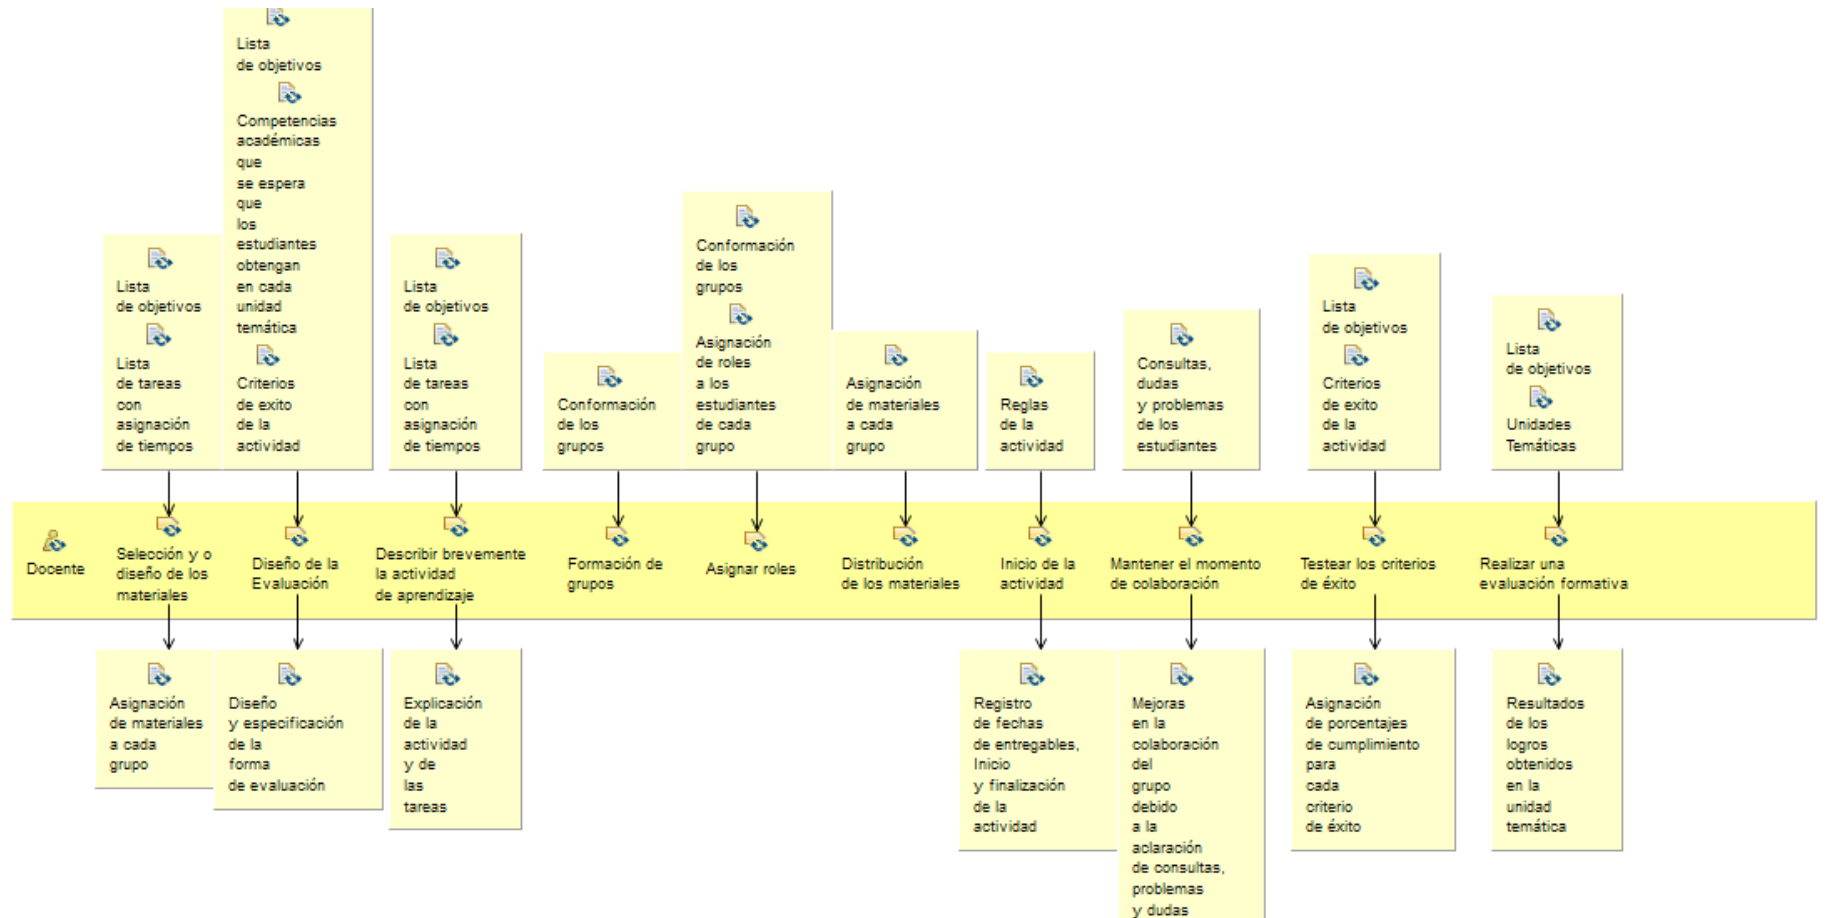 Lista
de objetivos
Lista
de tareas
con
asignación
de tiempos
Lista
de objetivos
Competencias
académicas
que
se espera
que
los
estudiantes
obtengan
en cada
unidad
temática
Criterios
de exito
de la
actividad
Lista
de objetivos
Lista
de tareas
con
asignación
de tiempos
Conformación
de los
grupos
Conformación
de los
grupos
Asignación
de roles
a los
estudiantes
de cada
grupo
Asignación
de materiales
a cada
grupo
Reglas
de la
actividad
Consultas,
dudas
y problemas
de los
estudiantes
Lista
de objetivos
Criterios
de exito
de la
actividad
Lista
de objetivos
Unidades
Temáticas
Docente
Selección y o
diseño de los
materiales
Diseño de la
Evaluación
Describir brevemente
la actividad
de aprendizaje
Formación de
grupos
Asignar roles
Distribución
de los materiales
Inicio de la
actividad
Mantener el momento
de colaboración
Testear los criterios
de éxito
Realizar una
evaluación formativa
Asignación
de materiales
a cada
grupo
Diseño
y especificación
de la
forma
de evaluación
Explicación
de la
actividad
y de
las
tareas
Registro
de fechas
de entregables,
Inicio
y finalización
de la
actividad
Mejoras
en la
colaboración
del
grupo
debido
a la
aclaración
de consultas,
problemas
y dudas
Asignación
de porcentajes
de cumplimiento
para
cada
criterio
de éxito
Resultados
de los
logros
obtenidos
en la
unidad
temática